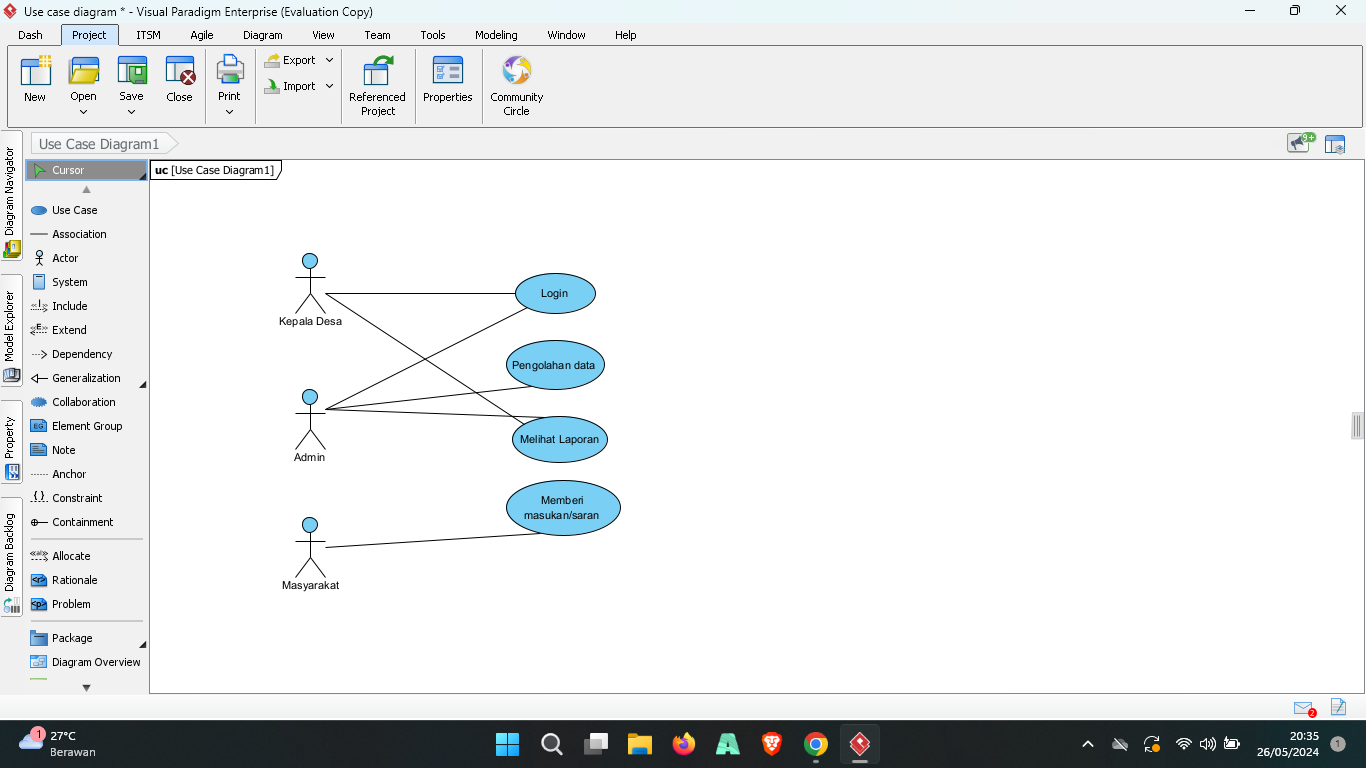 Use case diagram * - Visual Paradigm Enterprise (Evaluation Copy)
Dash Project ITSM Agile Diagram View Team Tools Modeling Window Help
New Open Save Close Print Export Import Referenced Project Properties Community Circle
Use Case Diagram1
9+
Diagram Navigator
Model Explorer
Property
Diagram Backlog
Cursor
Use Case
Association
Actor
System
Include
Extend
Dependency
Generalization
Collaboration
EG Element Group
Note
Anchor
{} Constraint
Containment
Allocate
<r> Rationale
<p> Problem
Package
Diagram Overview
uc [Use Case Diagram1]
Kepala Desa
Login
Pengolahan data
Admin
Melihat Laporan
Memberi
masukan/saran
Masyarakat
2
1
27°C
Berawan
20:35
26/05/2024
1